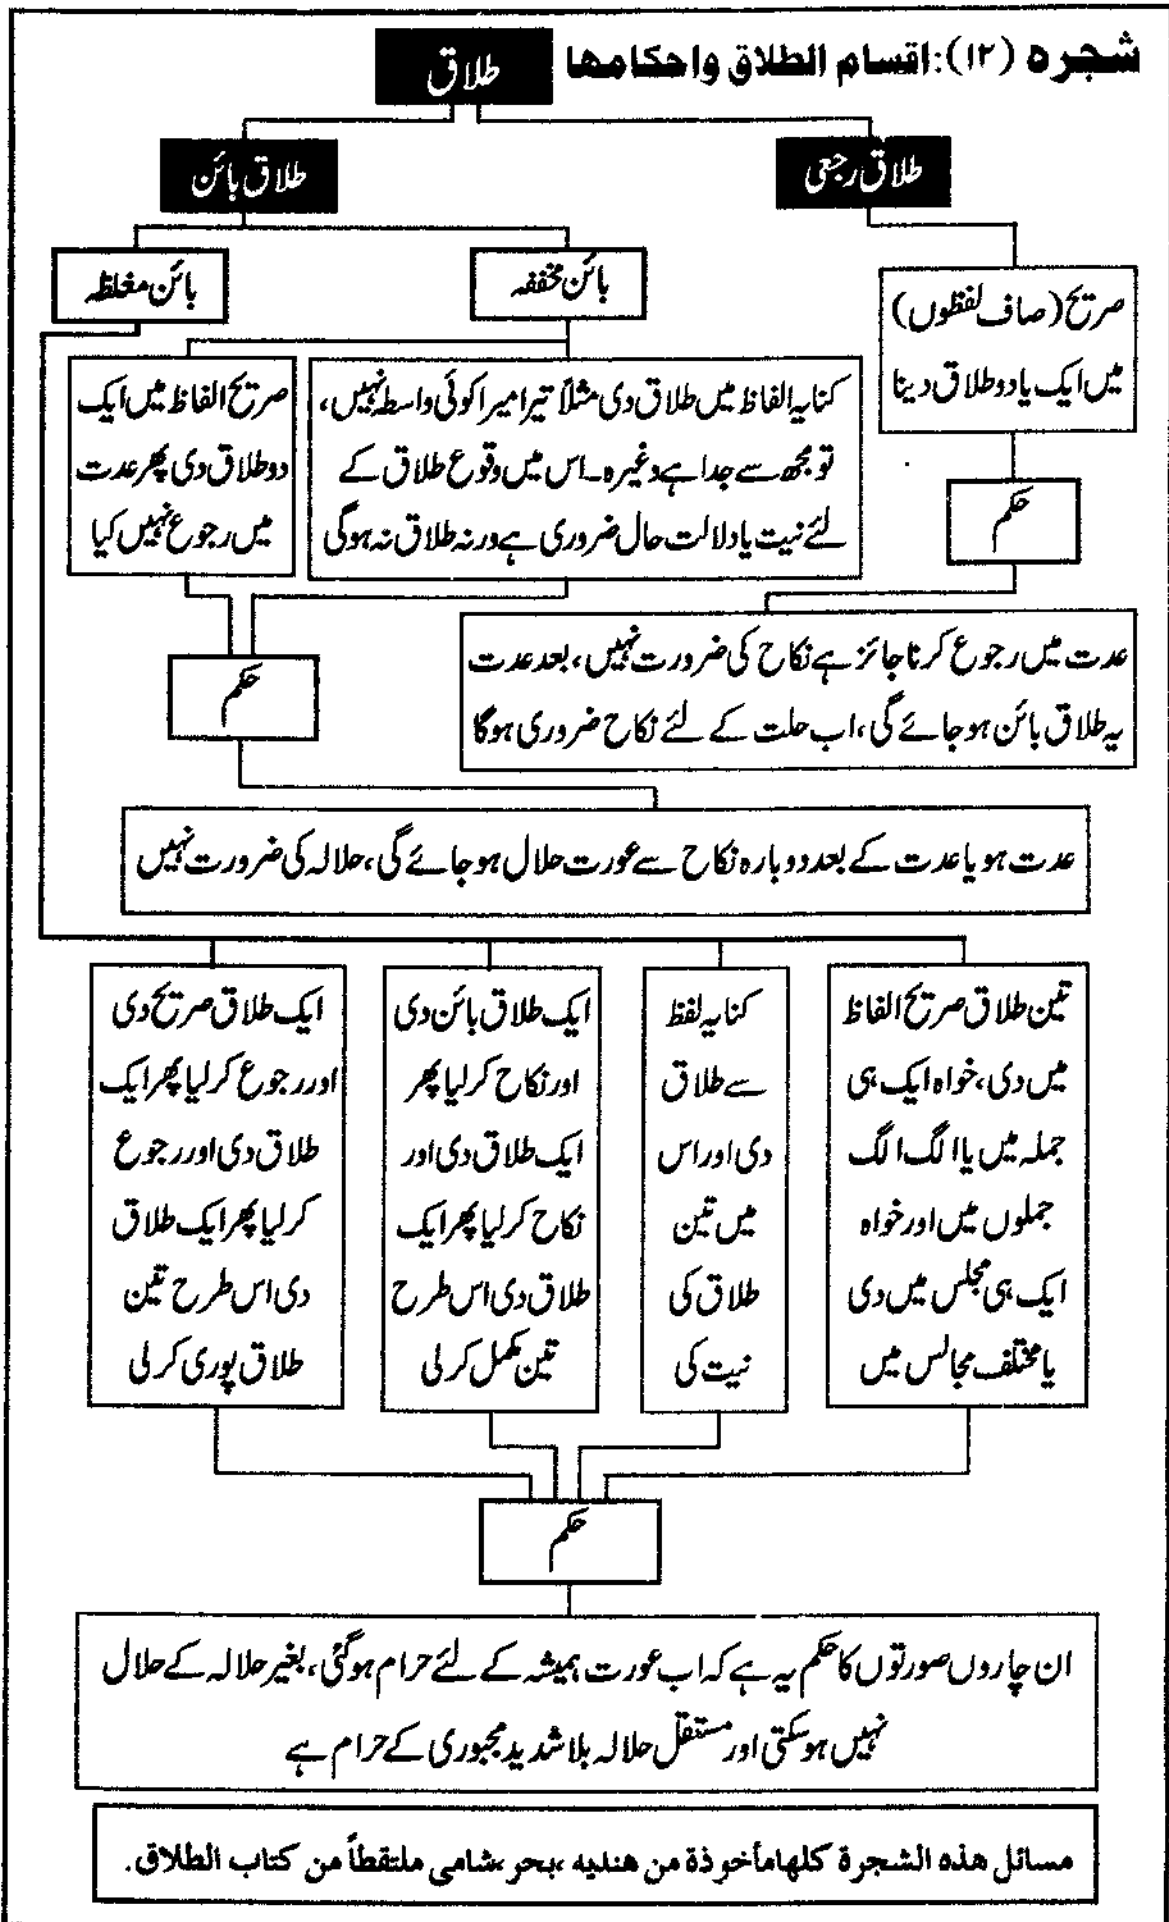 شجره (۱۲): اقسام الطلاق واحکامها
طلاق
طلاق رجعی
طلاق بائن
بائن مخففہ
بائن مغلظہ
صریح (صاف لفظوں)
میں ایک یا دو طلاق دینا
حکم
عدت میں رجوع کرنا جائز ہے نکاح کی ضرورت نہیں، بعد عدت
یہ طلاق بائن ہو جائے گی، اب حلت کے لئے نکاح ضروری ہوگا
کنایہ الفاظ میں طلاق دی مثلاً تیرا میرا کوئی واسطہ نہیں،
تو مجھ سے جدا ہے وغیرہ۔ اس میں وقوع طلاق کے
لئے نیت یا دلالت حال ضروری ہے ورنہ طلاق نہ ہوگی
صریح الفاظ میں ایک
دو طلاق دی پھر عدت
میں رجوع نہیں کیا
حکم
عدت ہو یا عدت کے بعد دوبارہ نکاح سے عورت حلال ہو جائے گی، حلالہ کی ضرورت نہیں
تین طلاق صریح الفاظ
میں دی، خواہ ایک ہی
جملہ میں یا الگ الگ
جملوں میں اور خواہ
ایک ہی مجلس میں دی
یا مختلف مجالس میں
کنایہ لفظ
سے طلاق
دی اور اس
میں تین
طلاق کی
نیت کی
ایک طلاق بائن دی
اور نکاح کر لیا پھر
ایک طلاق دی اور
نکاح کر لیا پھر ایک
طلاق دی اس طرح
تین مکمل کر لی
ایک طلاق صریح دی
اور رجوع کر لیا پھر ایک
طلاق دی اور رجوع
کر لیا پھر ایک طلاق
دی اس طرح تین
طلاق پوری کر لی
حکم
ان چاروں صورتوں کا حکم یہ ہے کہ اب عورت ہمیشہ کے لئے حرام ہوگئی، بغیر حلالہ کے حلال
نہیں ہوسکتی اور مستقل حلالہ بلا شدید مجبوری کے حرام ہے
مسائل هذه الشجرة كلها مأخوذة من هنديه ،بحر ،شامی ملتقطاً من كتاب الطلاق.